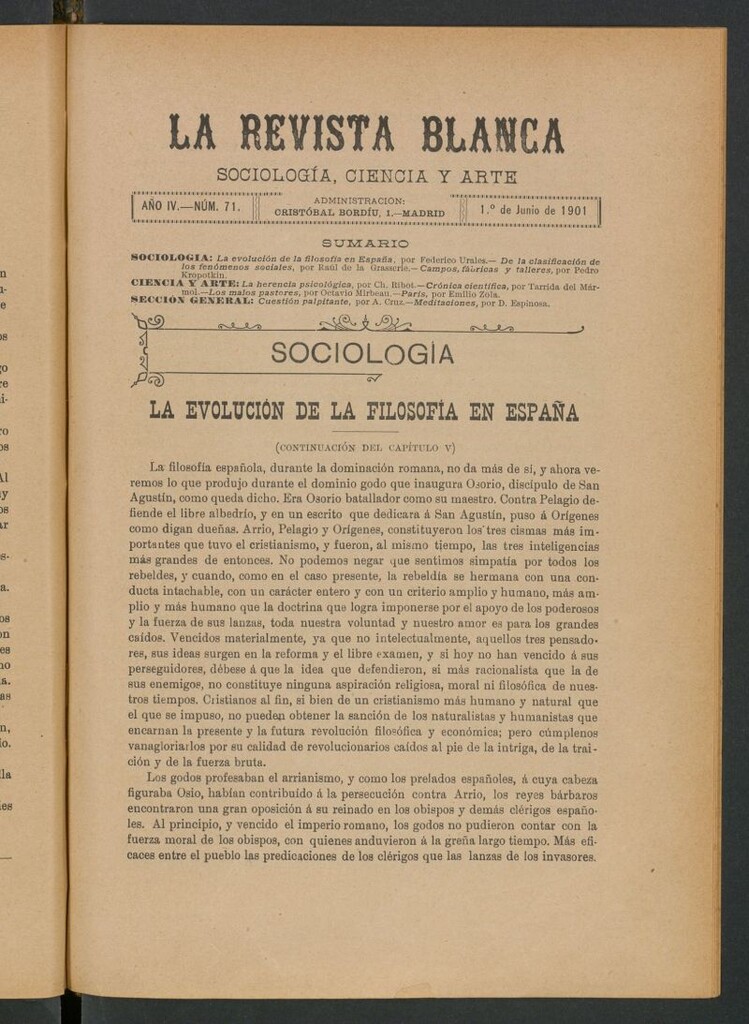 LA REVISTA BLANCA
SOCIOLOGÍA, CIENCIA Y ARTE
AÑO IV.—NÚM. 71.
ADMINISTRACION:
CRISTÓBAL BORDÍU, 1.—MADRID
1.º de Junio de 1901
SUMARIO
SOCIOLOGIA: La evolución de la filosofía en España, por Federico Urales.— De la clasificación de
los fenómenos sociales, por Raúl de la Grasserie.— Campos, fábricas y talleres, por Pedro
Kropotkin.
CIENCIA Y ARTE: La herencia psicológica, por Ch. Ribot.— Crónica científica, por Tarrida del Már-
mol.—Los malos pastores, por Octavio Mirbeau.—París, por Emilio Zola.
SECCIÓN GENERAL: Cuestión palpitante, por A. Cruz.—Meditaciones, por D. Espinosa.
SOCIOLOGÍA
LA EVOLUCIÓN DE LA FILOSOFÍA EN ESPAÑA
(CONTINUACIÓN DEL CAPÍTULO V)
La filosofía española, durante la dominación romana, no da más de sí, y ahora ve-
remos lo que produjo durante el dominio godo que inaugura Osorio, discípulo de San
Agustín, como queda dicho. Era Osorio batallador como su maestro. Contra Pelagio de-
fiende el libre albedrío, y en un escrito que dedicara á San Agustín, puso á Orígenes
como digan dueñas. Arrio, Pelagio y Orígenes, constituyeron los tres cismas más im-
portantes que tuvo el cristianismo, y fueron, al mismo tiempo, las tres inteligencias
más grandes de entonces. No podemos negar que sentimos simpatía por todos los
rebeldes, y cuando, como en el caso presente, la rebeldía se hermana con una con-
ducta intachable, con un carácter entero y con un criterio amplio y humano, más am-
plio y más humano que la doctrina que logra imponerse por el apoyo de los poderosos
y la fuerza de sus lanzas, toda nuestra voluntad y nuestro amor es para los grandes
caídos. Vencidos materialmente, ya que no intelectualmente, aquellos tres pensado-
res, sus ideas surgen en la reforma y el libre examen, y si hoy no han vencido á sus
perseguidores, débese á que la idea que defendieron, si más racionalista que la de
sus enemigos, no constituye ninguna aspiración religiosa, moral ni filosófica de nues-
tros tiempos. Cristianos al fin, si bien de un cristianismo más humano y natural que
el que se impuso, no pueden obtener la sanción de los naturalistas y humanistas que
encarnan la presente y la futura revolución filosófica y económica; pero cúmplenos
vanagloriarlos por su calidad de revolucionarios caídos al pie de la intriga, de la trai-
ción y de la fuerza bruta.
Los godos profesaban el arrianismo, y como los prelados españoles, á cuya cabeza
figuraba Osio, habían contribuído á la persecución contra Arrio, los reyes bárbaros
encontraron una gran oposición á su reinado en los obispos y demás clérigos españo-
les. Al principio, y vencido el imperio romano, los godos no pudieron contar con la
fuerza moral de los obispos, con quienes anduvieron á la greña largo tiempo. Más efi-
caces entre el pueblo las predicaciones de los clérigos que las lanzas de los invasores.